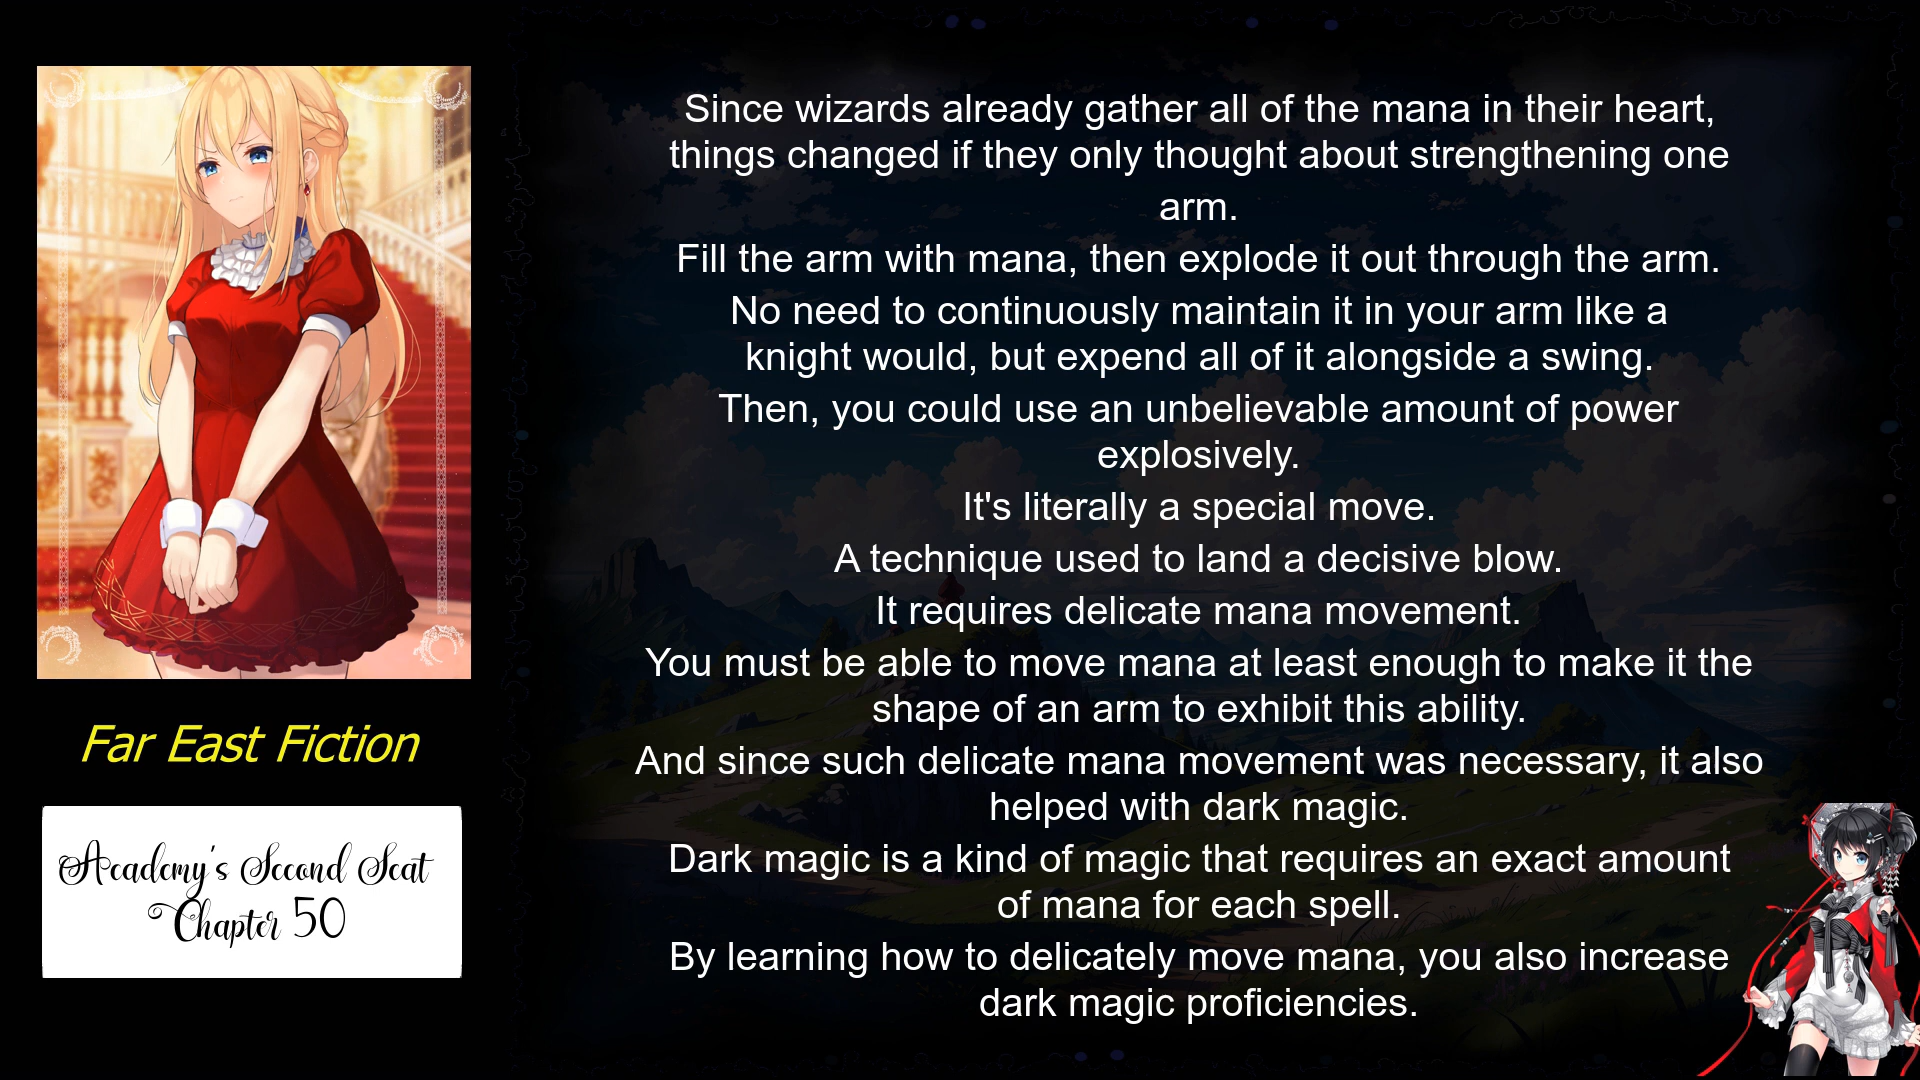 Since wizards already gather all of the mana in their heart,
things changed if they only thought about strengthening one
arm.
Fill the arm with mana, then explode it out through the arm.
No need to continuously maintain it in your arm like a
knight would, but expend all of it alongside a swing.
Then, you could use an unbelievable amount of power
explosively.
It's literally a special move.
A technique used to land a decisive blow.
It requires delicate mana movement.
You must be able to move mana at least enough to make it the
shape of an arm to exhibit this ability.
And since such delicate mana movement was necessary, it also
helped with dark magic.
Dark magic is a kind of magic that requires an exact amount
of mana for each spell.
By learning how to delicately move mana, you also increase
dark magic proficiencies.
Far East Fiction
Academy's Second Seat
Chapter 50